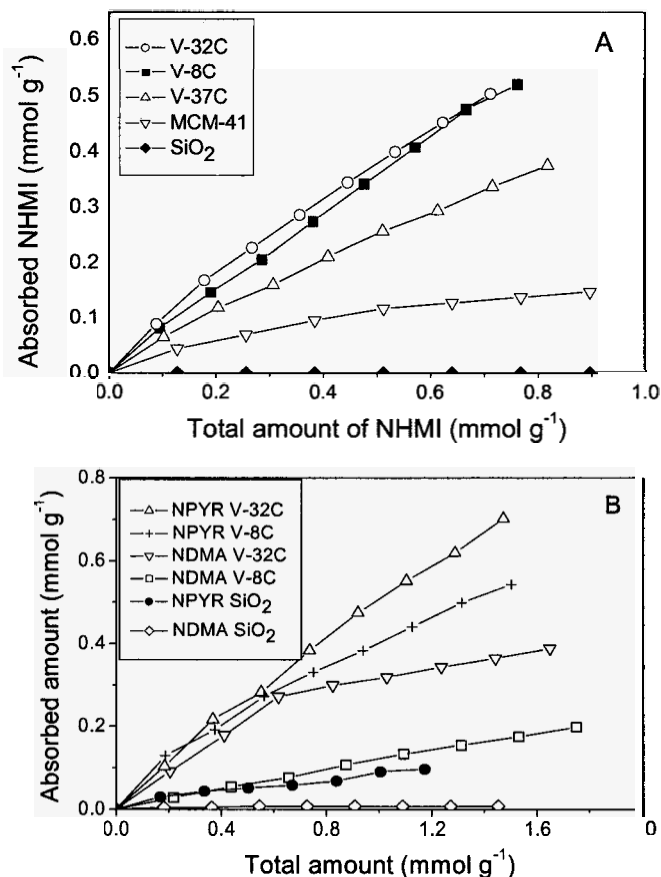 A
V-32C
V-8C
V-37C
MCM-41
SiO2
0.6
0.5
0.4
0.3
0.2
0.1
0.0
Absorbed NHMI (mmol g⁻¹)
0.0 0.2 0.4 0.6 0.8 1.0
Total amount of NHMI (mmol g⁻¹)
B
NPYR V-32C
NPYR V-8C
NDMA V-32C
NDMA V-8C
NPYR SiO2
NDMA SiO2
0.8
0.6
0.4
0.2
0.0
Absorbed amount (mmol g⁻¹)
0.0 0.4 0.8 1.2 1.6 0
Total amount (mmol g⁻¹)